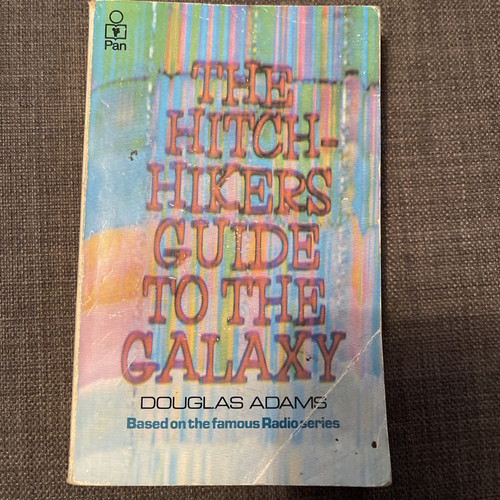 Pan
THE
HITCH-
HIKERS
GUIDE
TO THE
GALAXY
DOUGLAS ADAMS
Based on the famous Radio series